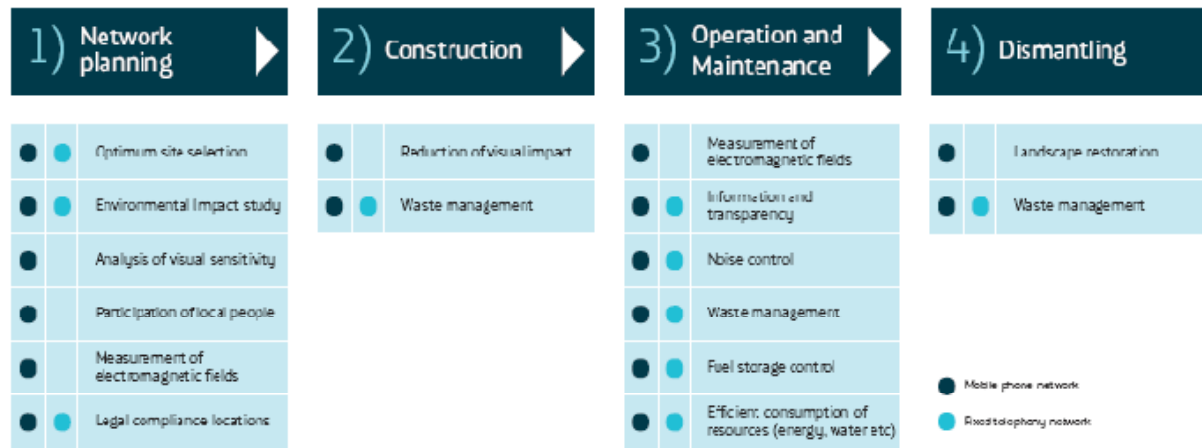 1) Network
planning
Optimum site selection
Environmental Impact study
Analysis of visual sensitivity
Participation of local people
Measurement of
electromagnetic fields
Legal compliance locations
2) Construction
Reduction of visual impact
Waste management
3) Operation and
Maintenance
Measurement of
electromagnetic fields
Information and
transparency
Noise control
Waste management
Fuel storage control
Efficient consumption of
resources (energy, water etc)
4) Dismantling
Landscape restoration
Waste management
Mobile phone network
Fixed telephony network